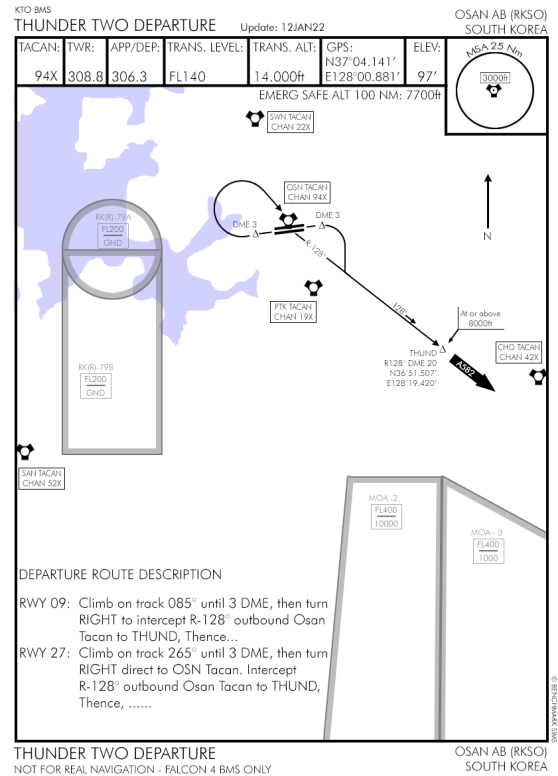 KTO BMS
THUNDER TWO DEPARTURE
Update: 12JAN22
OSAN AB (RKSO)
SOUTH KOREA
TACAN: TWR: APP/DEP: TRANS. LEVEL: TRANS. ALT: GPS: ELEV:
94X 308.8 306.3 FL140 14.000ft N37°04.141' E128°00.881' 97'
MSA 25 Nm
3000ft
EMERG SAFE ALT 100 NM: 7700ft
SWN TACAN
CHAN 22X
OSN TACAN
CHAN 94X
RK(R)-79A
FL200
GND
DME 3
DME 3
R-128°
N
PTK TACAN
CHAN 19X
128°
At or above
8000ft
THUND
R128° DME 20
N36°51.507'
E128°19.420'
A582
CHO TACAN
CHAN 42X
RK(R)-79B
FL200
GND
SAN TACAN
CHAN 52X
MOA -2
FL400
10000
MOA - 3
FL400
1000
DEPARTURE ROUTE DESCRIPTION
RWY 09: Climb on track 085° until 3 DME, then turn
RIGHT to intercept R-128° outbound Osan
Tacan to THUND, Thence...
RWY 27: Climb on track 265° until 3 DME, then turn
RIGHT direct to OSN Tacan. Intercept
R-128° outbound Osan Tacan to THUND,
Thence, ......
© BENCHMARK SIMS
THUNDER TWO DEPARTURE
NOT FOR REAL NAVIGATION - FALCON 4 BMS ONLY
OSAN AB (RKSO)
SOUTH KOREA